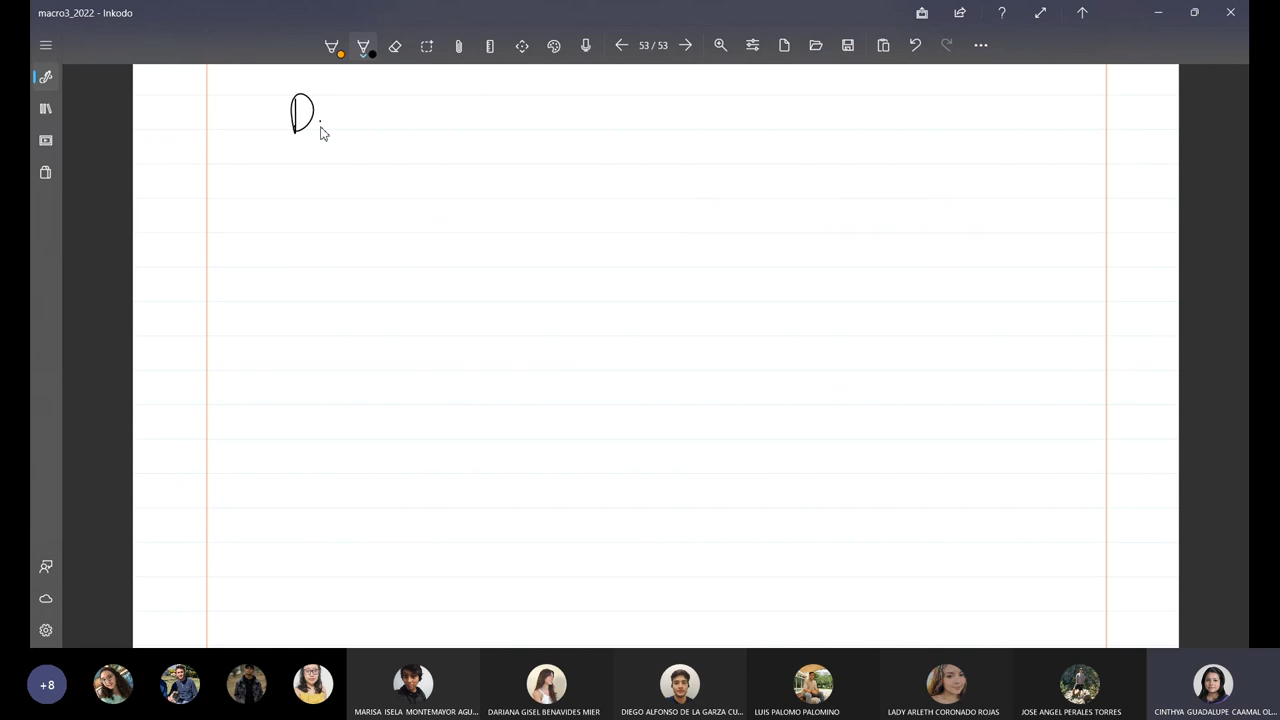 macro3_2022 - Inkodo
53 / 53
D.
+8
MARISA ISELA MONTEMAYOR AGU...
DARIANA GISEL BENAVIDES MIER
DIEGO ALFONSO DE LA GARZA CU...
LUIS PALOMO PALOMINO
LADY ARLETH CORONADO ROJAS
JOSE ANGEL PERALES TORRES
CINTHYA GUADALUPE CAAMAL OL...